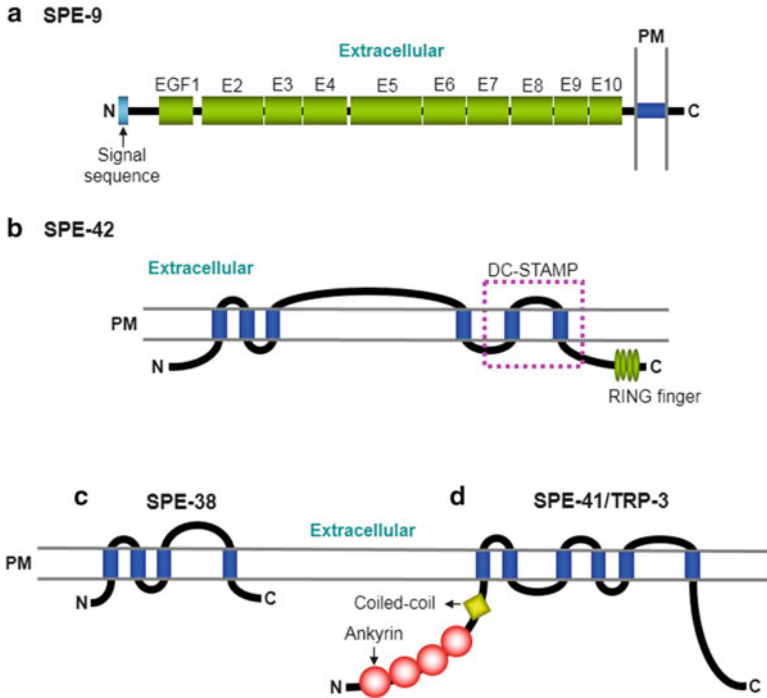 a SPE-9
Extracellular
PM
EGF1 E2 E3 E4 E5 E6 E7 E8 E9 E10
N C
Signal
sequence
b SPE-42
Extracellular
DC-STAMP
PM
N C
RING finger
c SPE-38
d SPE-41/TRP-3
Extracellular
PM
N C
Coiled-coil
Ankyrin
N C